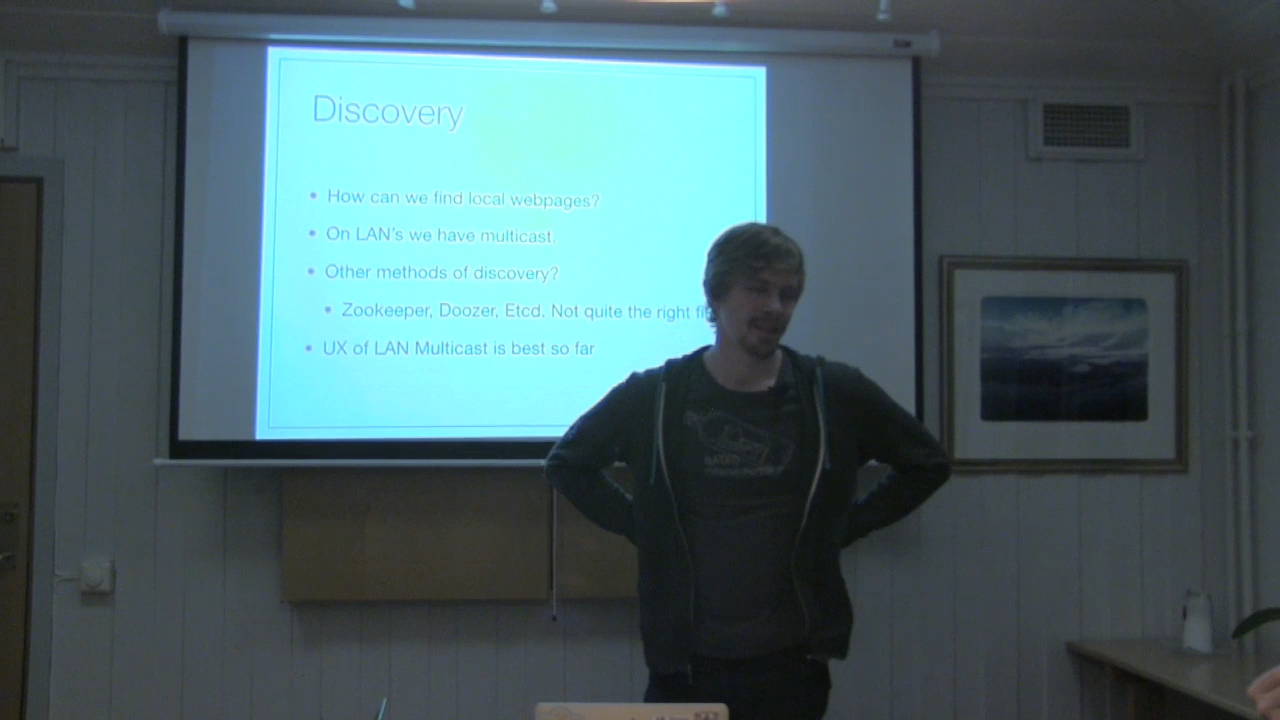 Discovery
• How can we find local webpages?
• On LAN's we have multicast.
• Other methods of discovery?
• Zookeeper, Doozer, Etcd. Not quite the right fi
• UX of LAN Multicast is best so far